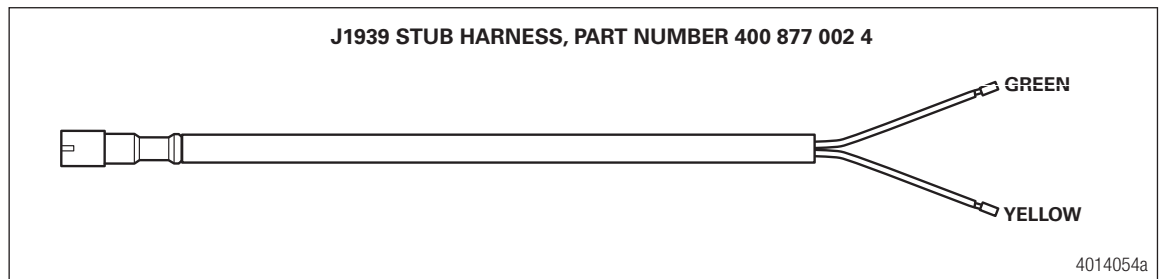 J1939 STUB HARNESS, PART NUMBER 400 877 002 4
GREEN
YELLOW
4014054a